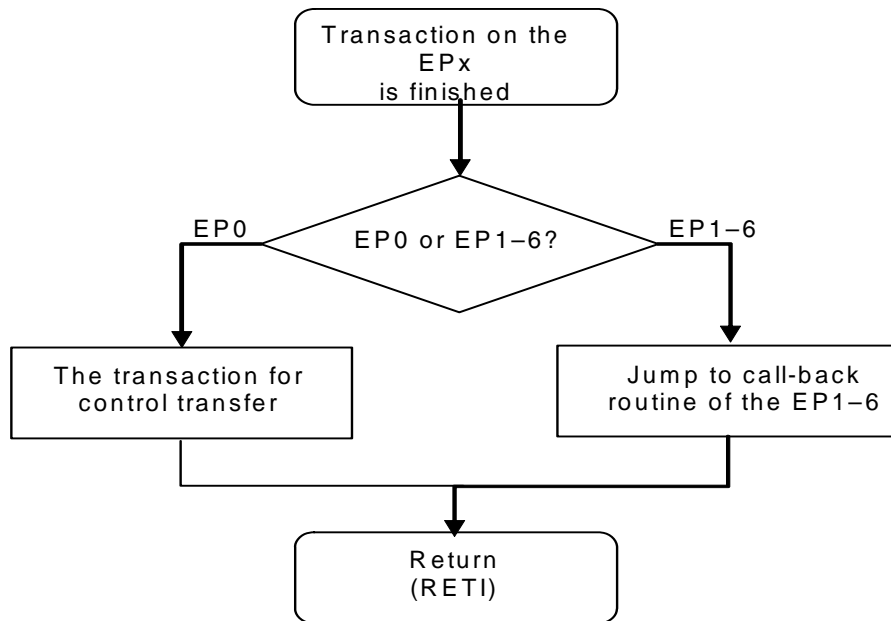 Transaction on the
EPx
is finished
EP0 or EP1–6?
EP0
EP1–6
The transaction for
control transfer
Jump to call-back
routine of the EP1–6
Return
(RETI)